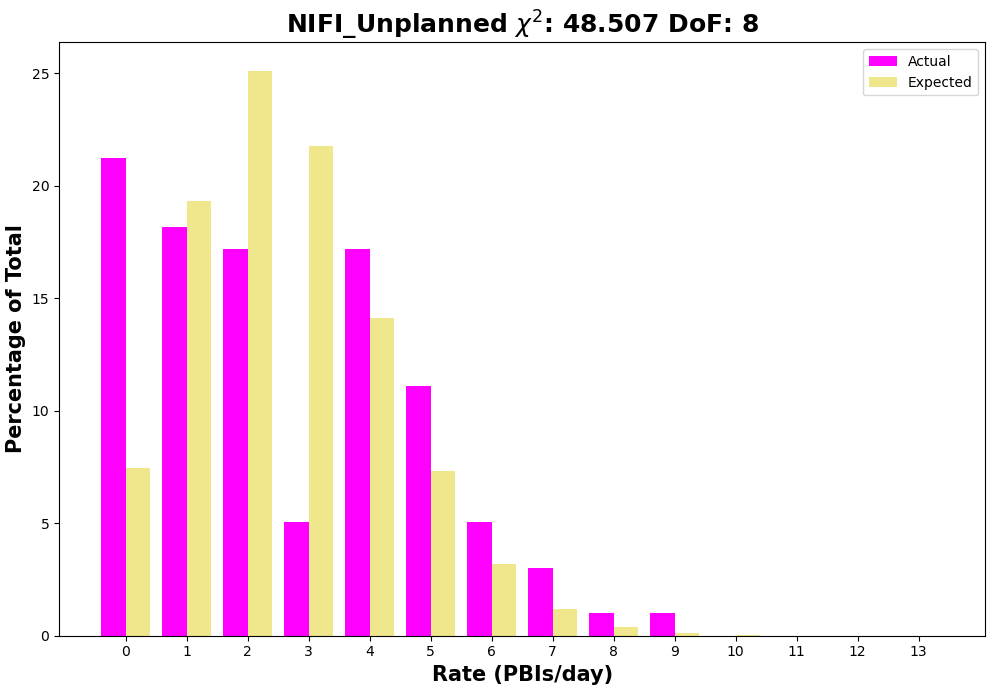 NIFI_Unplanned χ²: 48.507 DoF: 8
Actual
Expected
Percentage of Total
25
20
15
10
5
0
0 1 2 3 4 5 6 7 8 9 10 11 12 13
Rate (PBIs/day)